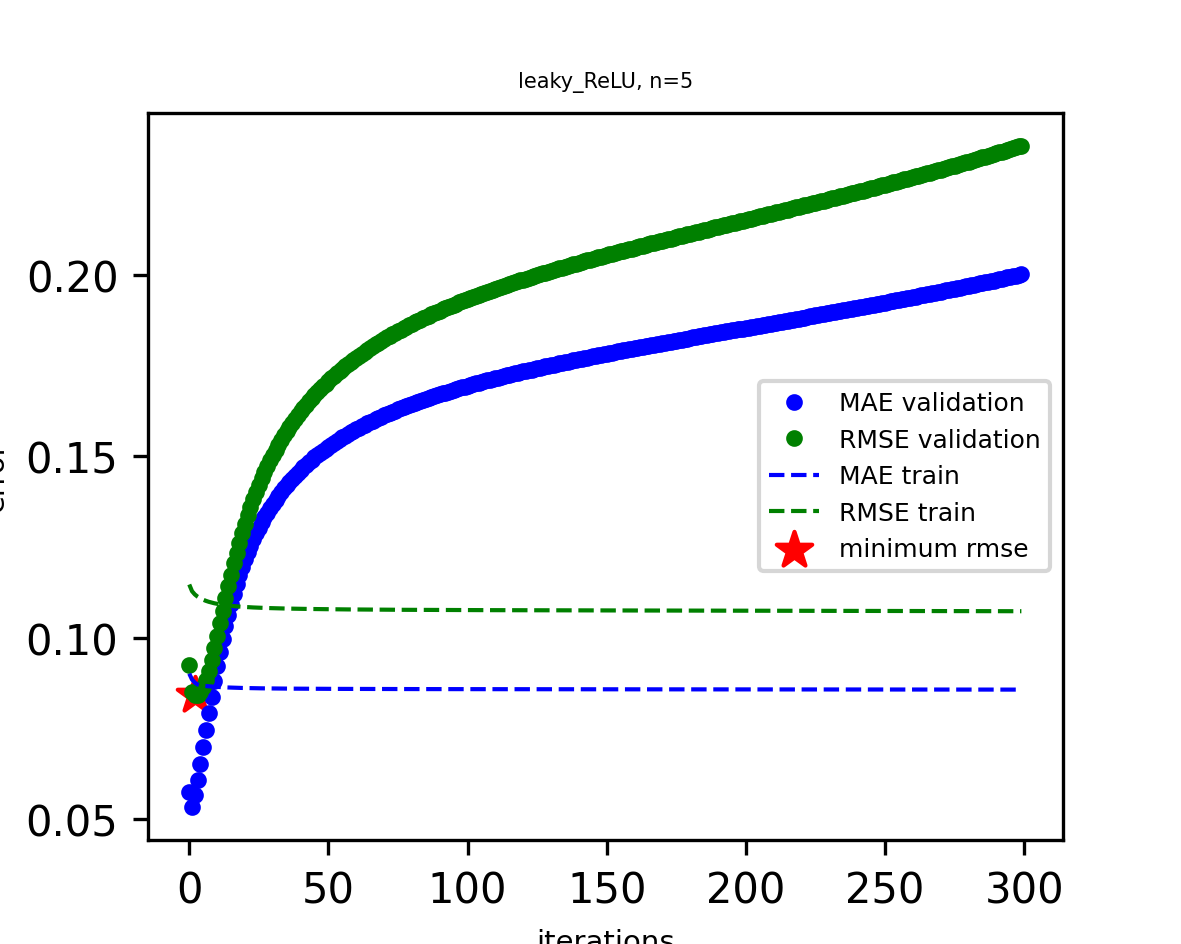 leaky_ReLU, n=5
0.20
0.15
0.10
0.05
MAE validation
RMSE validation
MAE train
RMSE train
minimum rmse
0 50 100 150 200 250 300
iterations